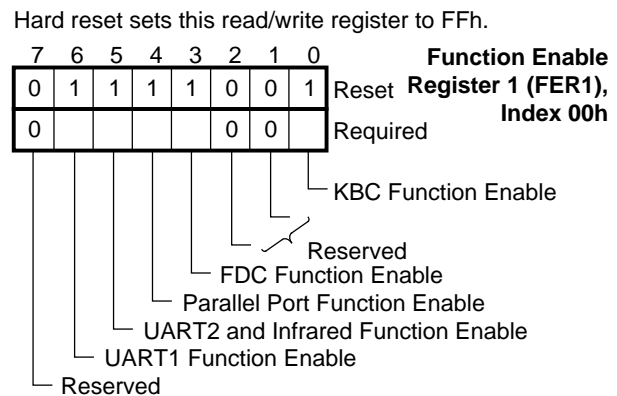 Hard reset sets this read/write register to FFh.
7 6 5 4 3 2 1 0
Function Enable
Register 1 (FER1),
Index 00h
0 1 1 1 1 0 0 1 Reset
0 0 0 Required
KBC Function Enable
Reserved
FDC Function Enable
Parallel Port Function Enable
UART2 and Infrared Function Enable
UART1 Function Enable
Reserved